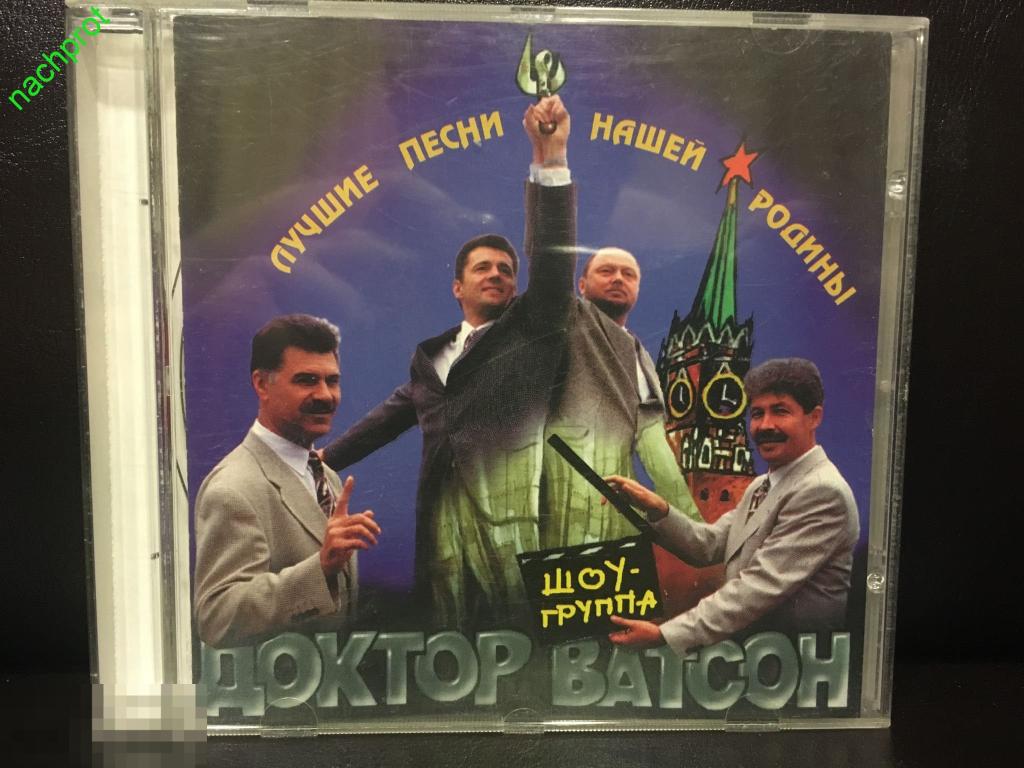 nachprot
ЛУЧШИЕ ПЕСНИ НАШЕЙ РОДИНЫ
ШОУ-
ГРУППА
ДОКТОР ВАТСОН